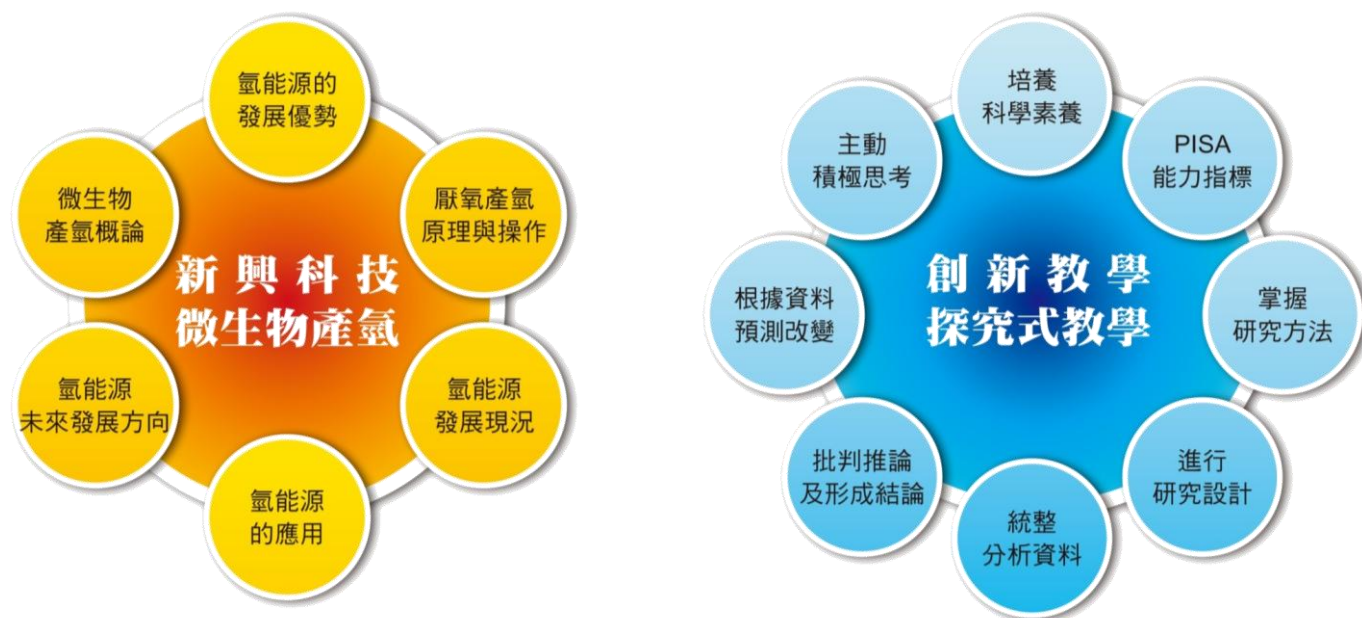 氫能源的
發展優勢
厭氧產氫
原理與操作
氫能源
發展現況
氫能源
的應用
氫能源
未來發展方向
微生物
產氫概論
新興科技
微生物產氫
培養
科學素養
PISA
能力指標
掌握
研究方法
進行
研究設計
統整
分析資料
批判推論
及形成結論
根據資料
預測改變
主動
積極思考
創新教學
探究式教學